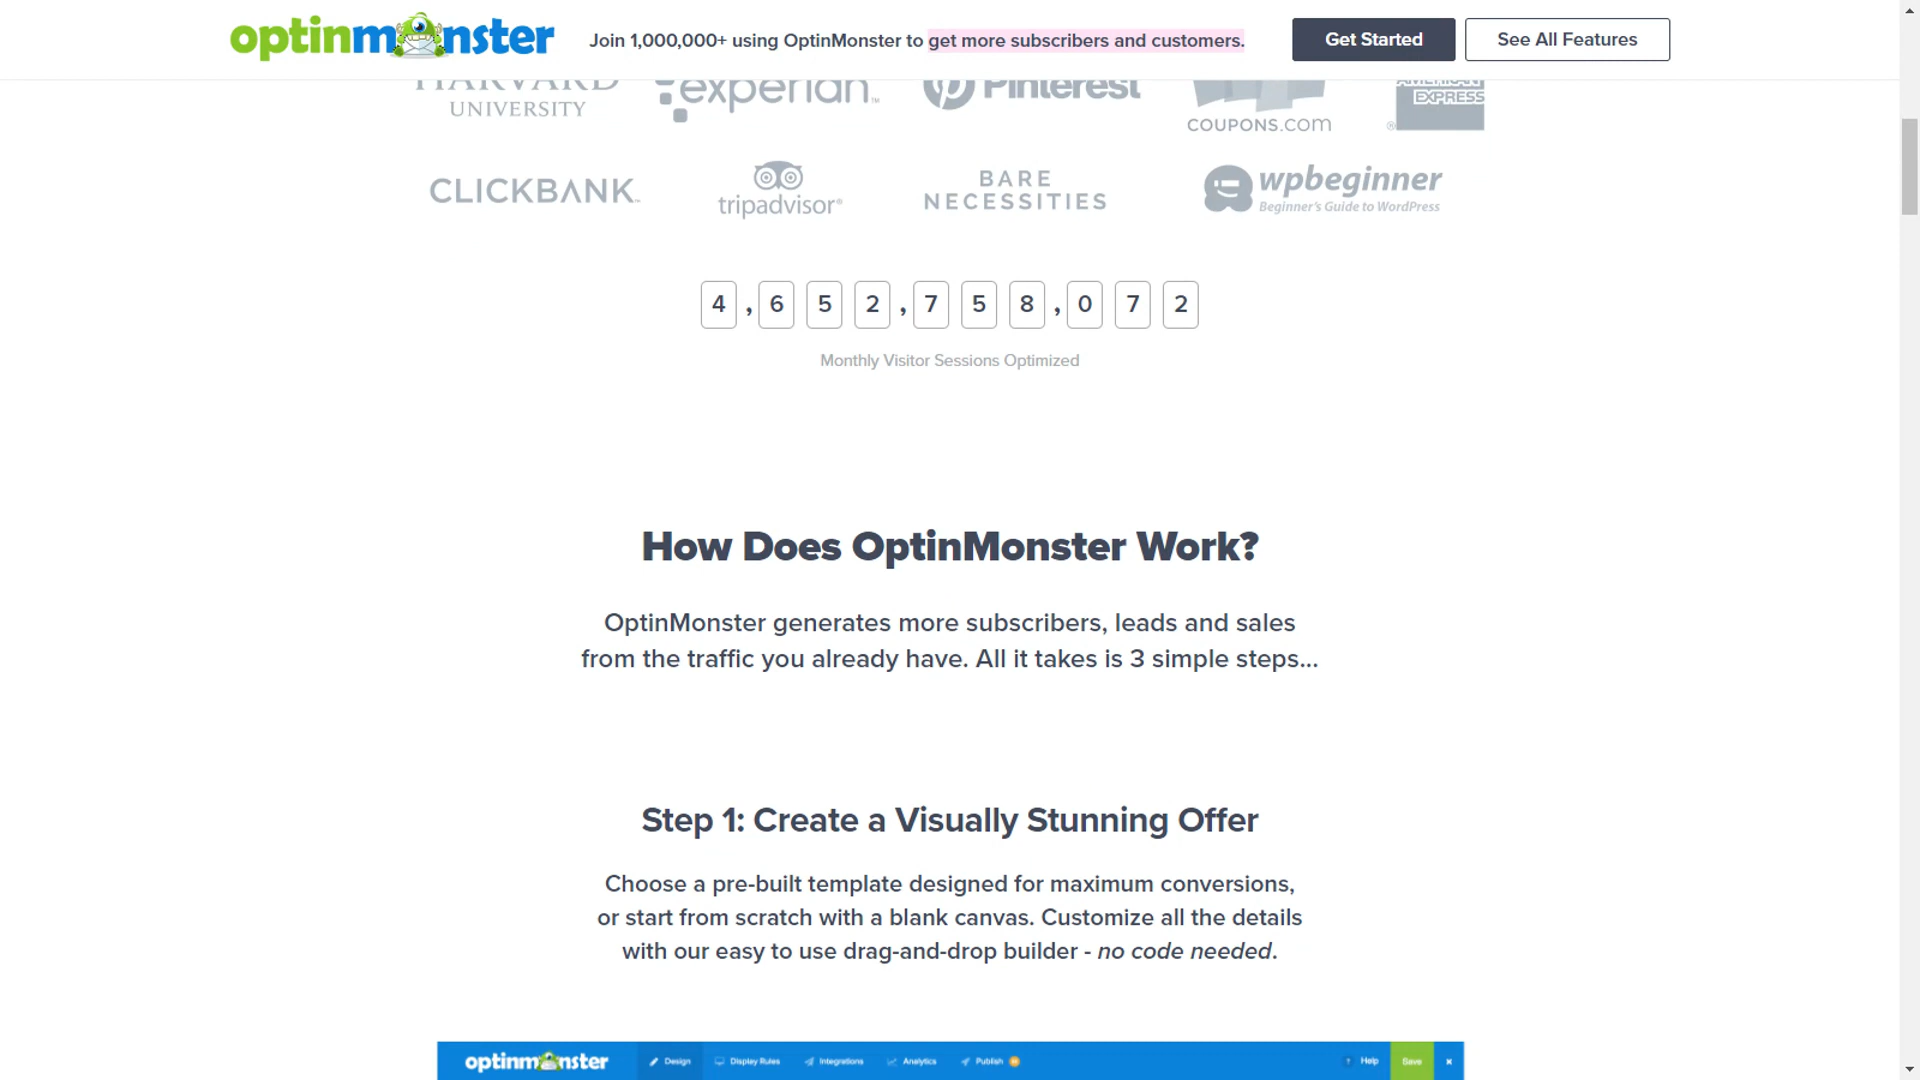 optinmonster
Join 1,000,000+ using OptinMonster to get more subscribers and customers.
Get Started
See All Features
HARVARD
UNIVERSITY
experian™
Pinterest
COUPONS.com
AMERICAN
EXPRESS
®
CLICKBANK™
tripadvisor®
BARE
NECESSITIES
wpbeginner
Beginner's Guide to WordPress
4,652,758,072
Monthly Visitor Sessions Optimized
How Does OptinMonster Work?
OptinMonster generates more subscribers, leads and sales
from the traffic you already have. All it takes is 3 simple steps...
Step 1: Create a Visually Stunning Offer
Choose a pre-built template designed for maximum conversions,
or start from scratch with a blank canvas. Customize all the details
with our easy to use drag-and-drop builder - no code needed.
optinmonster
Design
Display Rules
Integrations
Analytics
Publish
? Help
Save
×